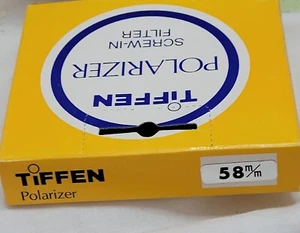 TIFFEN
POLARIZER
SCREW-IN
FILTER
TIFFEN
Polarizer
58m/m